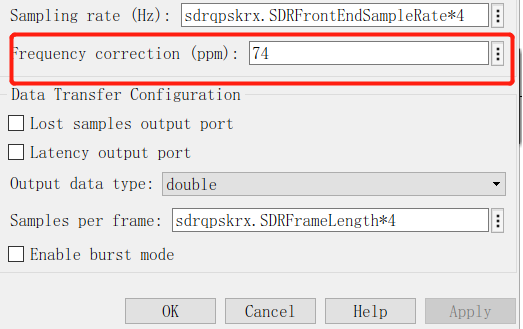 Sampling rate (Hz): sdrqpskrx.SDRFrontEndSampleRate*4
Frequency correction (ppm): 74
Data Transfer Configuration
Lost samples output port
Latency output port
Output data type: double
Samples per frame: sdrqpskrx.SDRFrameLength*4
Enable burst mode
OK Cancel Help Apply